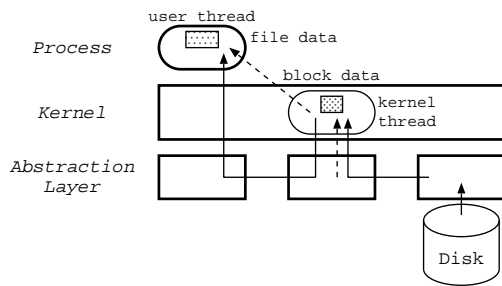 user thread
Process
file data
block data
Kernel
kernel
thread
Abstraction
Layer
Disk